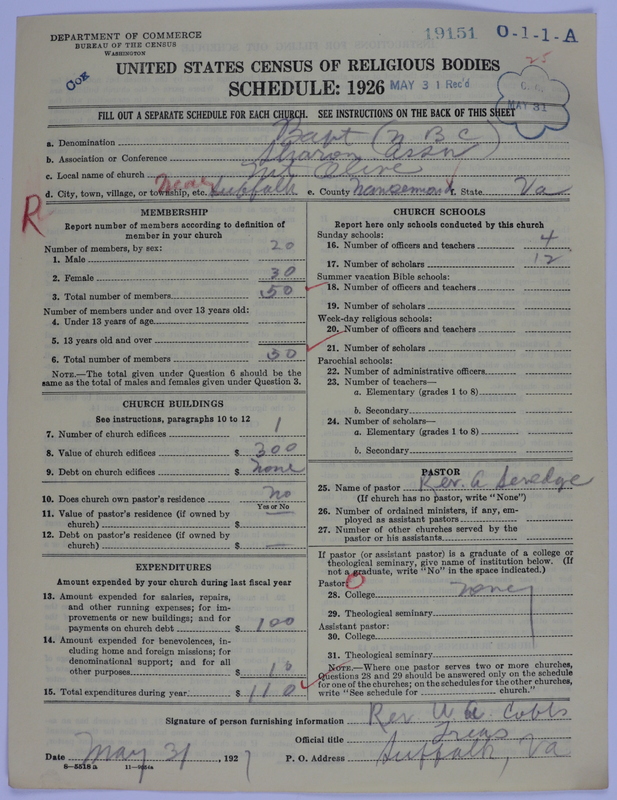 DEPARTMENT OF COMMERCE
BUREAU OF THE CENSUS
WASHINGTON
19151 O-1-1-A
25
UNITED STATES CENSUS OF RELIGIOUS BODIES
SCHEDULE: 1926 MAY 31 Rec'd
MAY 31
FILL OUT A SEPARATE SCHEDULE FOR EACH CHURCH. SEE INSTRUCTIONS ON THE BACK OF THIS SHEET
a. Denomination Bapt (N B C)
b. Association or Conference Sharon Assn
c. Local name of church Mt Olive
d. City, town, village, or township, etc. Near Suffolk e. County Nansemond f. State Va
R
MEMBERSHIP
Report number of members according to definition of
member in your church
Number of members, by sex:
1. Male 20
2. Female 30
3. Total number of members 50
Number of members under and over 13 years old:
4. Under 13 years of age
5. 13 years old and over
6. Total number of members 50
NOTE.—The total given under Question 6 should be
same as the total of males and females given under Question 3.
CHURCH BUILDINGS
See instructions, paragraphs 10 to 12
7. Number of church edifices 1
8. Value of church edifices $ 300
9. Debt on church edifices $ none
10. Does church own pastor's residence no
Yes or No
11. Value of pastor's residence (if owned by
church) $
12. Debt on pastor's residence (if owned by
church) $
EXPENDITURES
Amount expended by your church during last fiscal year
13. Amount expended for salaries, repairs,
and other running expenses; for im-
provements or new buildings; and for
payments on church debt $ 100
14. Amount expended for benevolences, in-
cluding home and foreign missions; for
denominational support; and for all
other purposes $ 10
15. Total expenditures during year $ 110
CHURCH SCHOOLS
Report here only schools conducted by this church
Sunday schools:
16. Number of officers and teachers 4
17. Number of scholars 12
Summer vacation Bible schools:
18. Number of officers and teachers
19. Number of scholars
Week-day religious schools:
20. Number of officers and teachers
21. Number of scholars
Parochial schools:
22. Number of administrative officers
23. Number of teachers—
a. Elementary (grades 1 to 8)
b. Secondary
24. Number of scholars—
a. Elementary (grades 1 to 8)
b. Secondary
PASTOR
25. Name of pastor Rev. A
(If church has no pastor, write "None")
26. Number of ordained ministers, if any, em-
ployed as assistant pastors
27. Number of other churches served by the
pastor or his assistants
If pastor (or assistant pastor) is a graduate of a college or
theological seminary, give name of institution below. (If
not a graduate, write "No" in the space indicated.)
Pastor: O
28. College none
29. Theological seminary
Assistant pastor:
30. College
31. Theological seminary
NOTE.—Where one pastor serves two or more churches,
Questions 28 and 29 should be answered only on the schedule
for one of the churches; on the schedules for the other churches,
write "See schedule for church."
Signature of person furnishing information Rev U G. Cobbs
Official title Treas
Date May 31, 1927 P. O. Address Suffolk, Va
8-5518 a